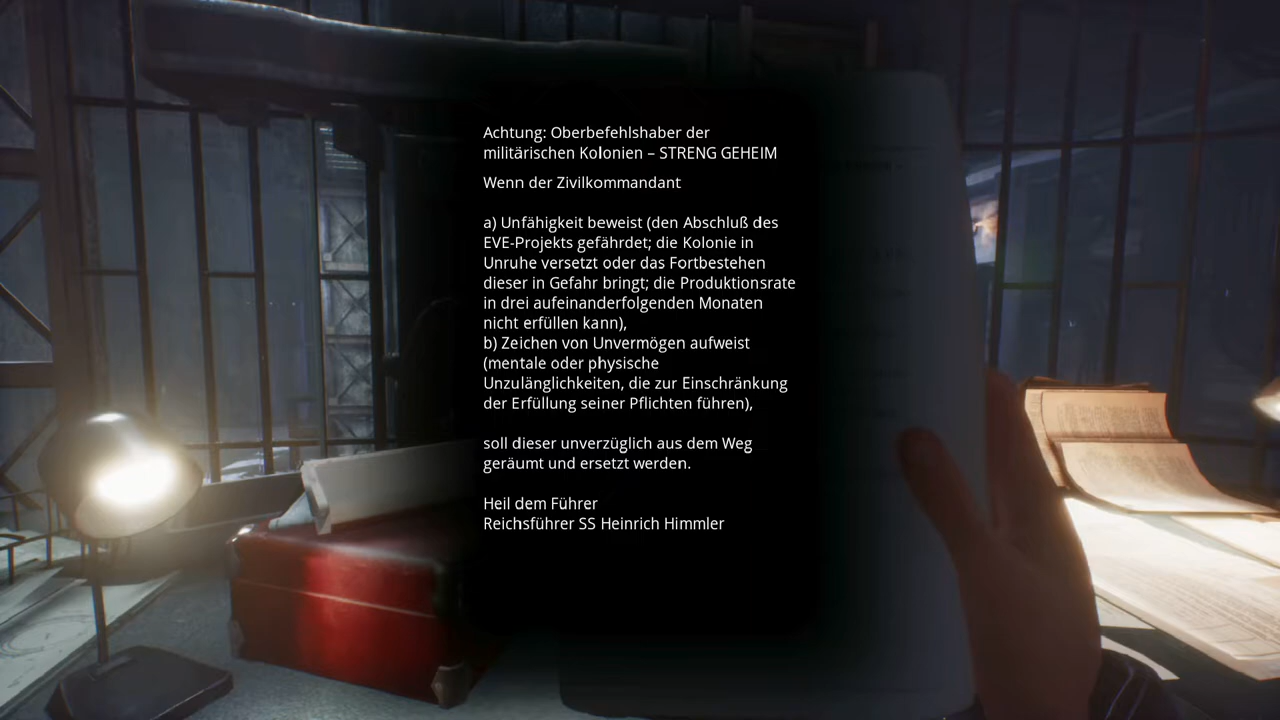 Achtung: Oberbefehlshaber der
militärischen Kolonien – STRENG GEHEIM
Wenn der Zivilkommandant
a) Unfähigkeit beweist (den Abschluß des
EVE-Projekts gefährdet; die Kolonie in
Unruhe versetzt oder das Fortbestehen
dieser in Gefahr bringt; die Produktionsrate
in drei aufeinanderfolgenden Monaten
nicht erfüllen kann),
b) Zeichen von Unvermögen aufweist
(mentale oder physische
Unzulänglichkeiten, die zur Einschränkung
der Erfüllung seiner Pflichten führen),
soll dieser unverzüglich aus dem Weg
geräumt und ersetzt werden.
Heil dem Führer
Reichsführer SS Heinrich Himmler